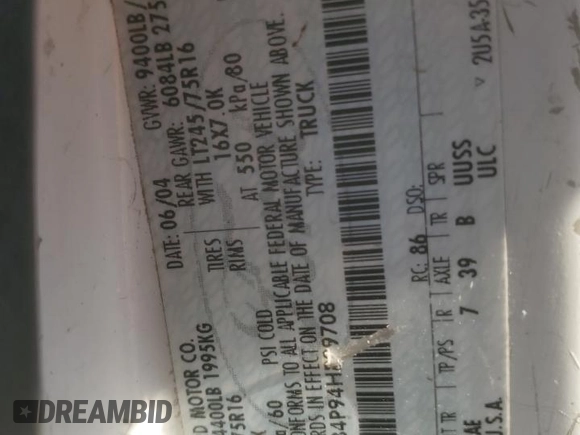 D MOTOR CO.
DATE: 06/04
GVWR: 9400LB/
4400LB 1995KG
REAR GAWR: 6084LB 275
75R16
TIRES
WITH LT245/75R16
RIMS
16X7.0K
/60
PSI COLD
AT 550 kPa/80
ONFORMS TO ALL APPLICABLE FEDERAL MOTOR VEHICLE
RDS IN EFFECT ON THE DATE OF MANUFACTURE SHOWN ABOVE.
TYPE: TRUCK
RC: 86 DSO:
T TR TP/PS R AXLE TR SPR
AE 7 39 B UUSS
U.S.A. ULC
2U5A-35
DREAMBID